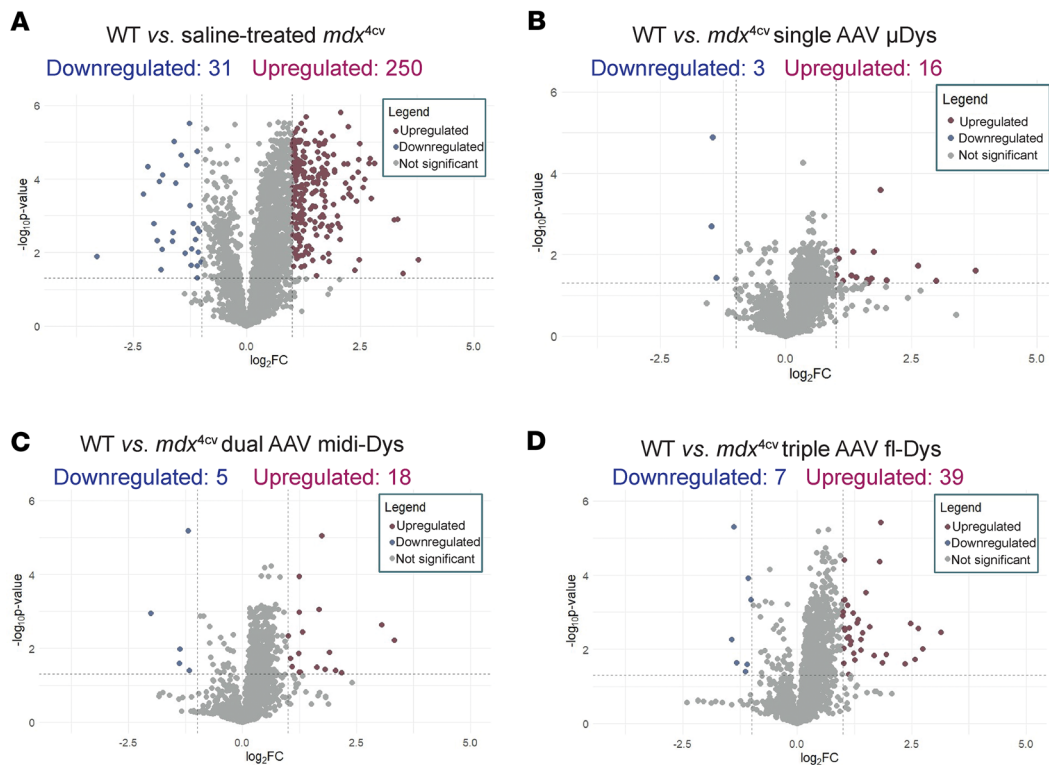 A
WT vs. saline-treated mdx4cv
Downregulated: 31 Upregulated: 250
6
4
2
0
-log10p-value
Legend
Upregulated
Downregulated
Not significant
-2.5 0.0 2.5 5.0
log2FC
B
WT vs. mdx4cv single AAV µDys
Downregulated: 3 Upregulated: 16
6
4
2
0
-log10p-value
Legend
Upregulated
Downregulated
Not significant
-2.5 0.0 2.5 5.0
log2FC
C
WT vs. mdx4cv dual AAV midi-Dys
Downregulated: 5 Upregulated: 18
6
4
2
0
-log10p-value
Legend
Upregulated
Downregulated
Not significant
-2.5 0.0 2.5 5.0
log2FC
D
WT vs. mdx4cv triple AAV fl-Dys
Downregulated: 7 Upregulated: 39
6
4
2
0
-log10p-value
Legend
Upregulated
Downregulated
Not significant
-2.5 0.0 2.5 5.0
log2FC